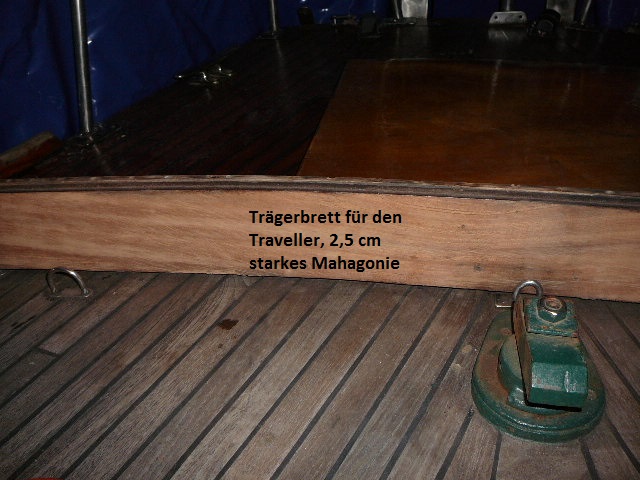 Trägerbrett für den
Traveller, 2,5 cm
starkes Mahagonie